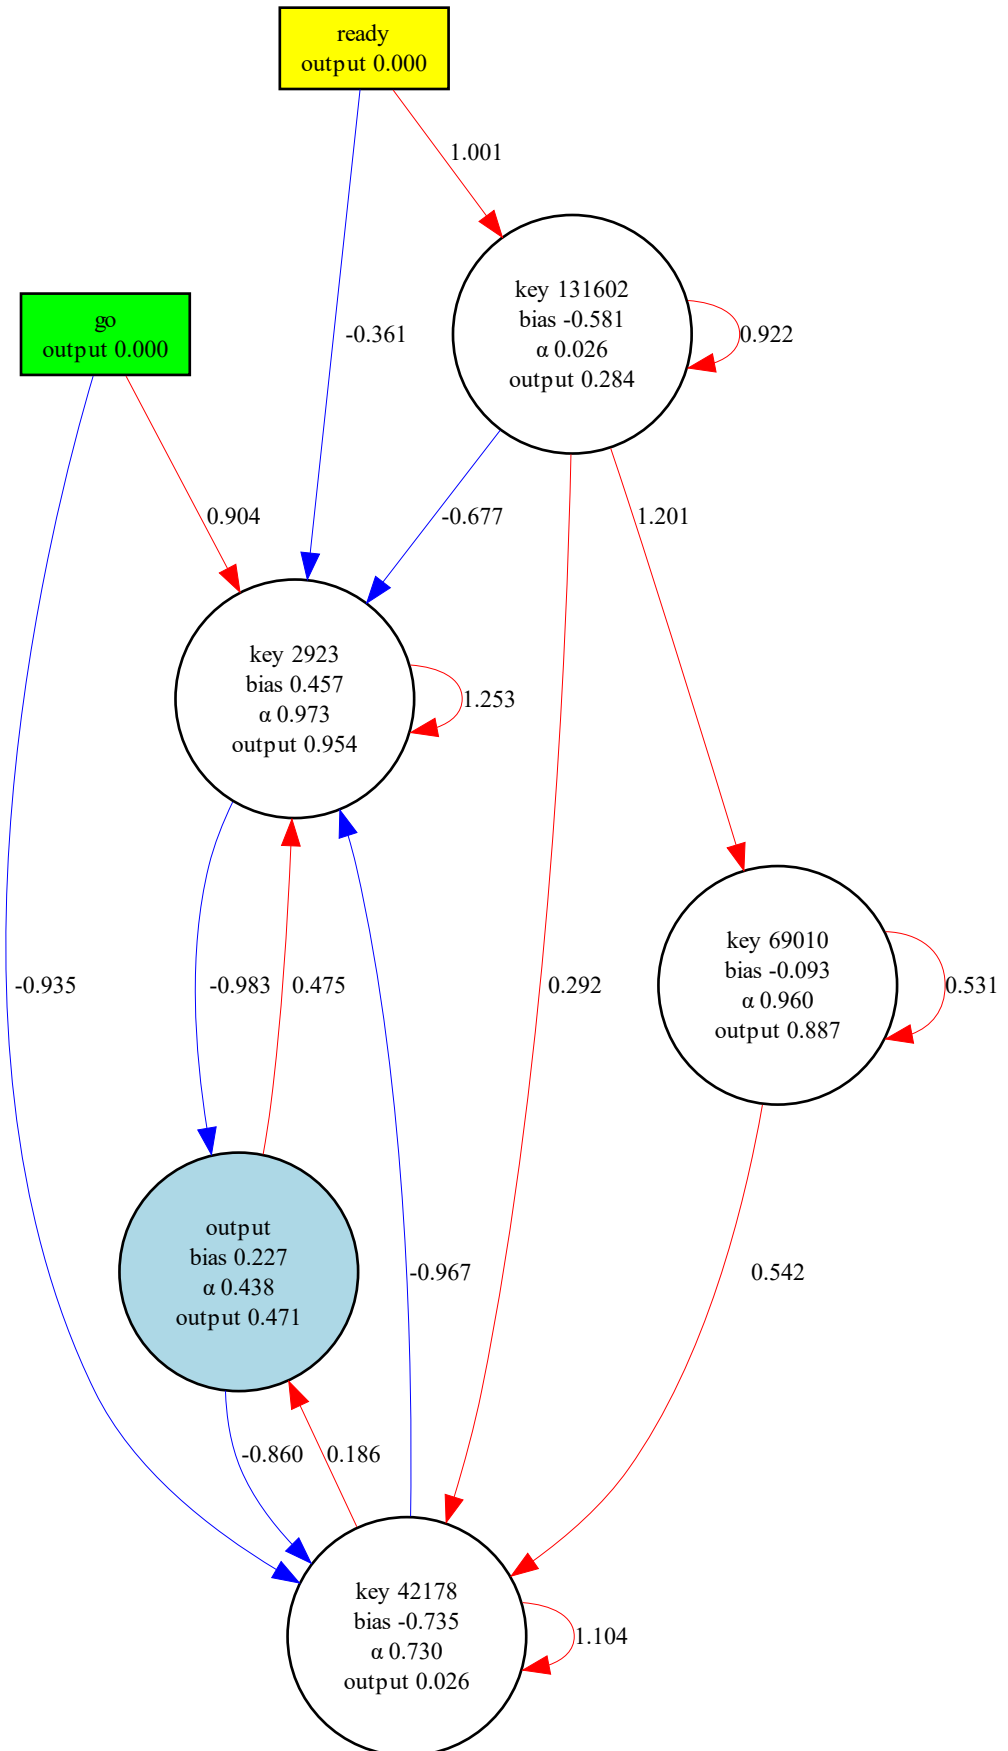 ready
output 0.000
1.001
key 131602
bias -0.581
α 0.026
output 0.284
0.922
go
output 0.000
-0.361
0.904
-0.677
1.201
key 2923
bias 0.457
α 0.973
output 0.954
1.253
key 69010
bias -0.093
α 0.960
output 0.887
0.531
-0.935
-0.983
0.475
0.292
output
bias 0.227
α 0.438
output 0.471
-0.967
0.542
-0.860
0.186
key 42178
bias -0.735
α 0.730
output 0.026
1.104